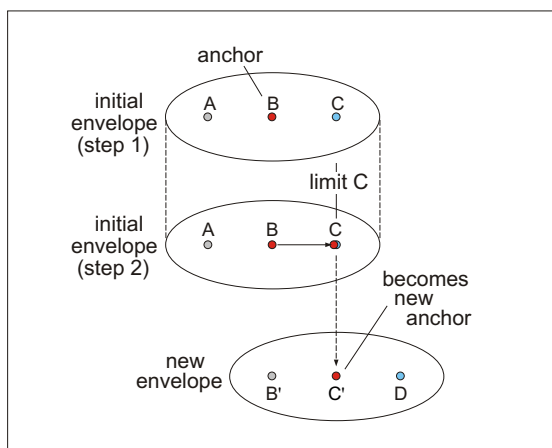 anchor
initial
envelope
(step 1)
A B C
limit C
initial
envelope
(step 2)
A B C
becomes
new
anchor
new
envelope
B' C' D